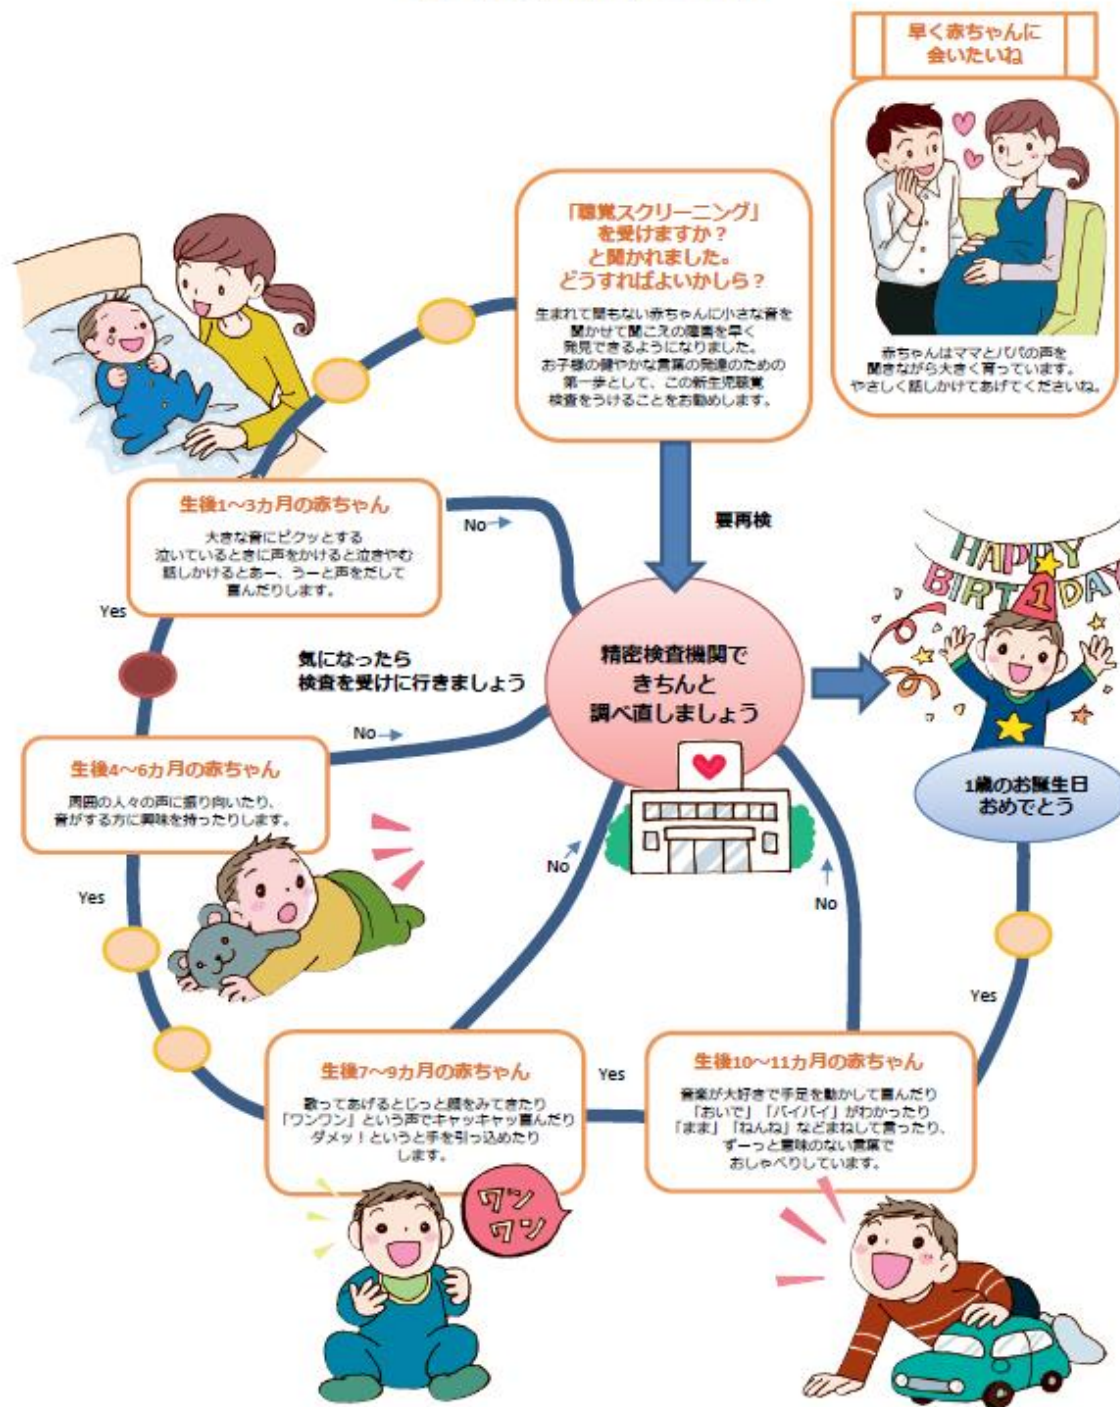 早く赤ちゃんに
会いたいね
赤ちゃんはママとパパの声を
聞きながら大きく育っています。
やさしく話しかけてあげてくださいね。
「聴覚スクリーニング」
を受けますか？
と聞かれました。
どうすればよいかしら？
生まれて間もない赤ちゃんに小さな音を
聞かせて聞こえの障害を早く
発見できるようになりました。
お子様の健やかな言葉の発達のための
第一歩として、この新生児聴覚
検査をうけることをお勧めします。
要再検
生後1～3カ月の赤ちゃん
大きな音にピクッとする
泣いているときに声をかけると泣きやむ
話しかけるとあー、うーと声をだして
喜んだりします。
No
Yes
気になったら
検査を受けに行きましょう
精密検査機関で
きちんと
調べ直しましょう
HAPPY
BIRTHDAY
1
1歳のお誕生日
おめでとう
生後4～6カ月の赤ちゃん
周囲の人々の声に振り向いたり、
音がする方に興味を持ったりします。
No
Yes
生後7～9カ月の赤ちゃん
歌ってあげるとじっと顔をみてきたり
「ワンワン」という声でキャッキャッ喜んだり
ダメッ！というと手を引っ込めたり
します。
No
Yes
ワン
ワン
生後10～11カ月の赤ちゃん
音楽が大好きで手足を動かして喜んだり
「おいで」「バイバイ」がわかったり
「まま」「ねんね」などまねして言ったり、
ずーっと意味のない言葉で
おしゃべりしています。
No
Yes